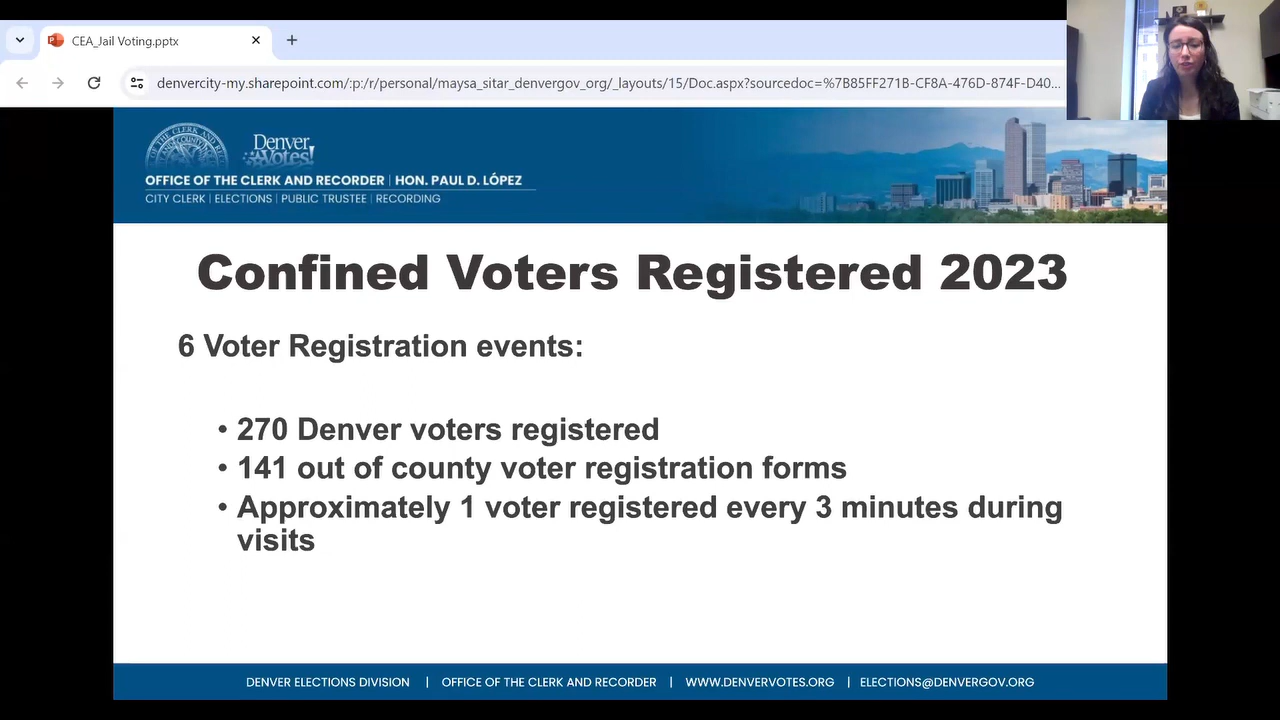 CEA_Jail Voting.pptx
denvercity-my.sharepoint.com/:p:/r/personal/maysa_sitar_denvergov_org/_layouts/15/Doc.aspx?sourcedoc=%7B85FF271B-CF8A-476D-874F-D40...
Denver
Votes!
OFFICE OF THE CLERK AND RECORDER | HON. PAUL D. LÓPEZ
CITY CLERK | ELECTIONS | PUBLIC TRUSTEE | RECORDING
Confined Voters Registered 2023
6 Voter Registration events:
• 270 Denver voters registered
• 141 out of county voter registration forms
• Approximately 1 voter registered every 3 minutes during
visits
DENVER ELECTIONS DIVISION | OFFICE OF THE CLERK AND RECORDER | WWW.DENVERVOTES.ORG | ELECTIONS@DENVERGOV.ORG